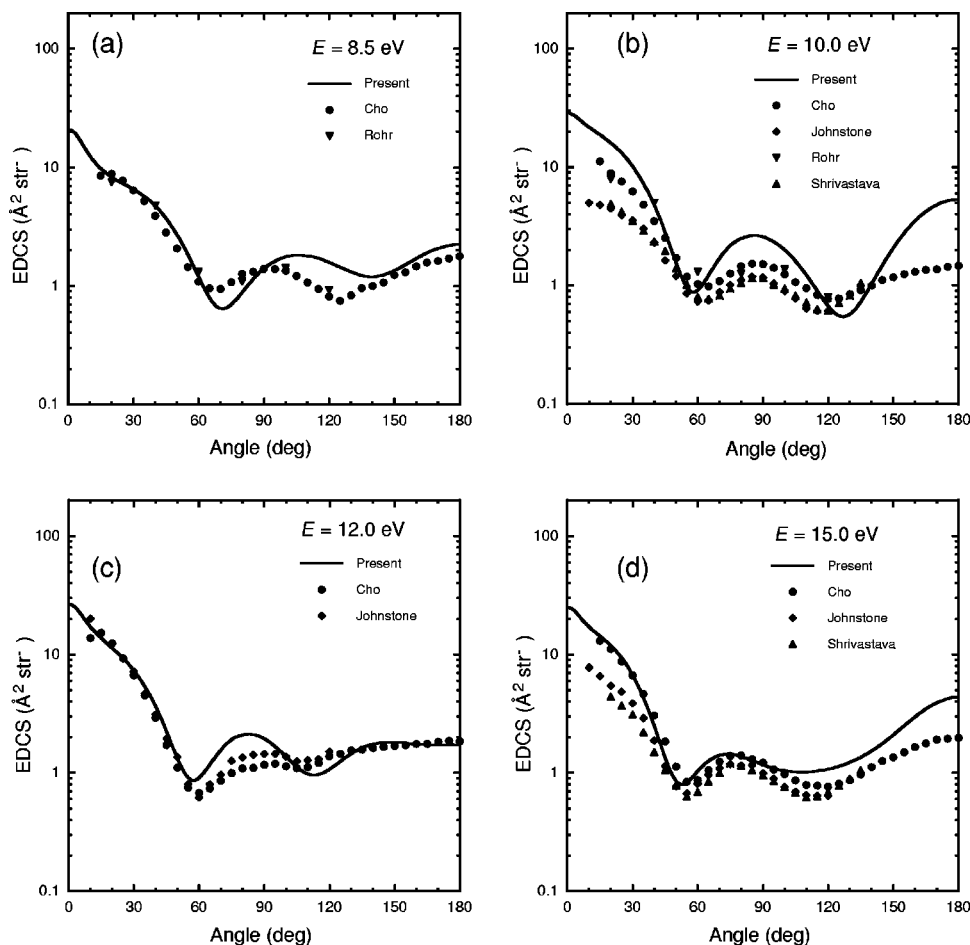 (a)
E = 8.5 eV
Present
Cho
Rohr
EDCS (Å² str⁻ )
100
10
1
0.1
0 30 60 90 120 150 180
Angle (deg)
(b)
E = 10.0 eV
Present
Cho
Johnstone
Rohr
Shrivastava
EDCS (Å² str⁻ )
100
10
1
0.1
0 30 60 90 120 150 180
Angle (deg)
(c)
E = 12.0 eV
Present
Cho
Johnstone
EDCS (Å² str⁻ )
100
10
1
0.1
0 30 60 90 120 150 180
Angle (deg)
(d)
E = 15.0 eV
Present
Cho
Johnstone
Shrivastava
EDCS (Å² str⁻ )
100
10
1
0.1
0 30 60 90 120 150 180
Angle (deg)